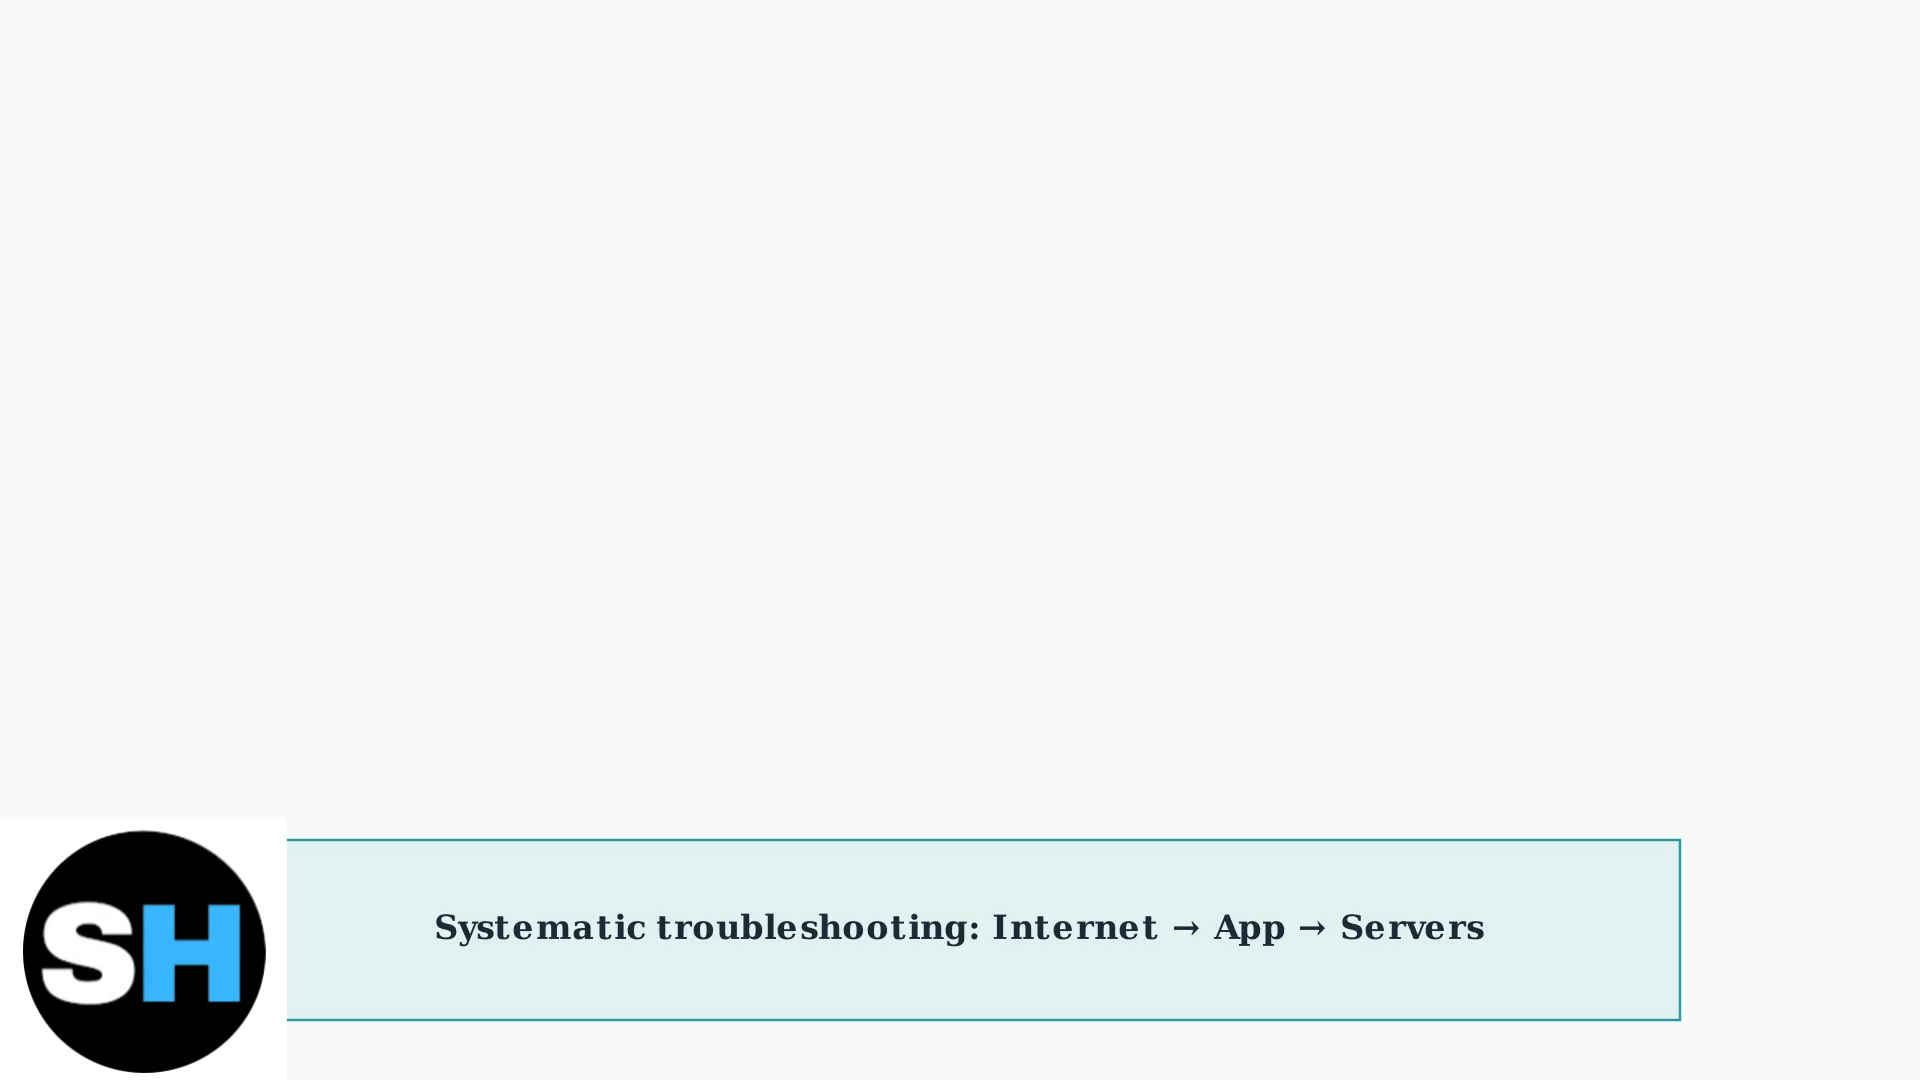 Systematic troubleshooting: Internet → App → Servers
SH